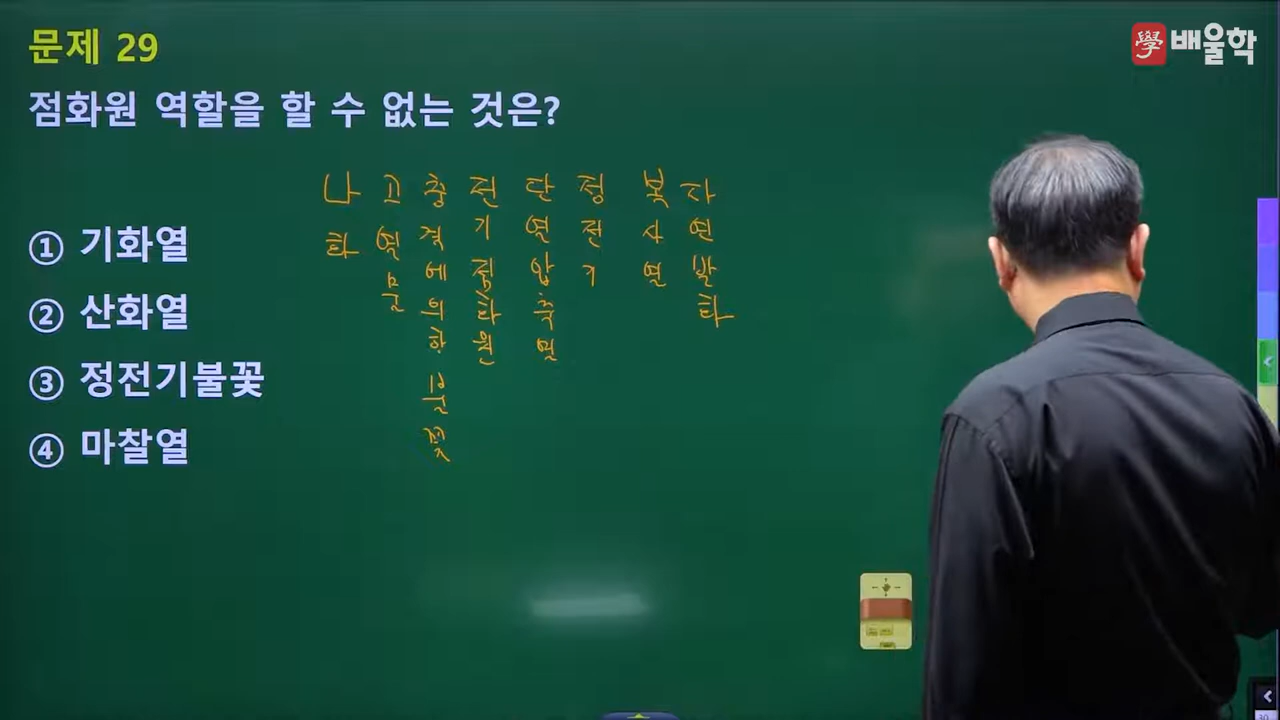 문제 29
學 배울학
점화원 역할을 할 수 없는 것은?
나화
고열물
충격에의한불꽃
전기점화원
단열압축열
정전기
복사열
자연발화
① 기화열
② 산화열
③ 정전기불꽃
④ 마찰열